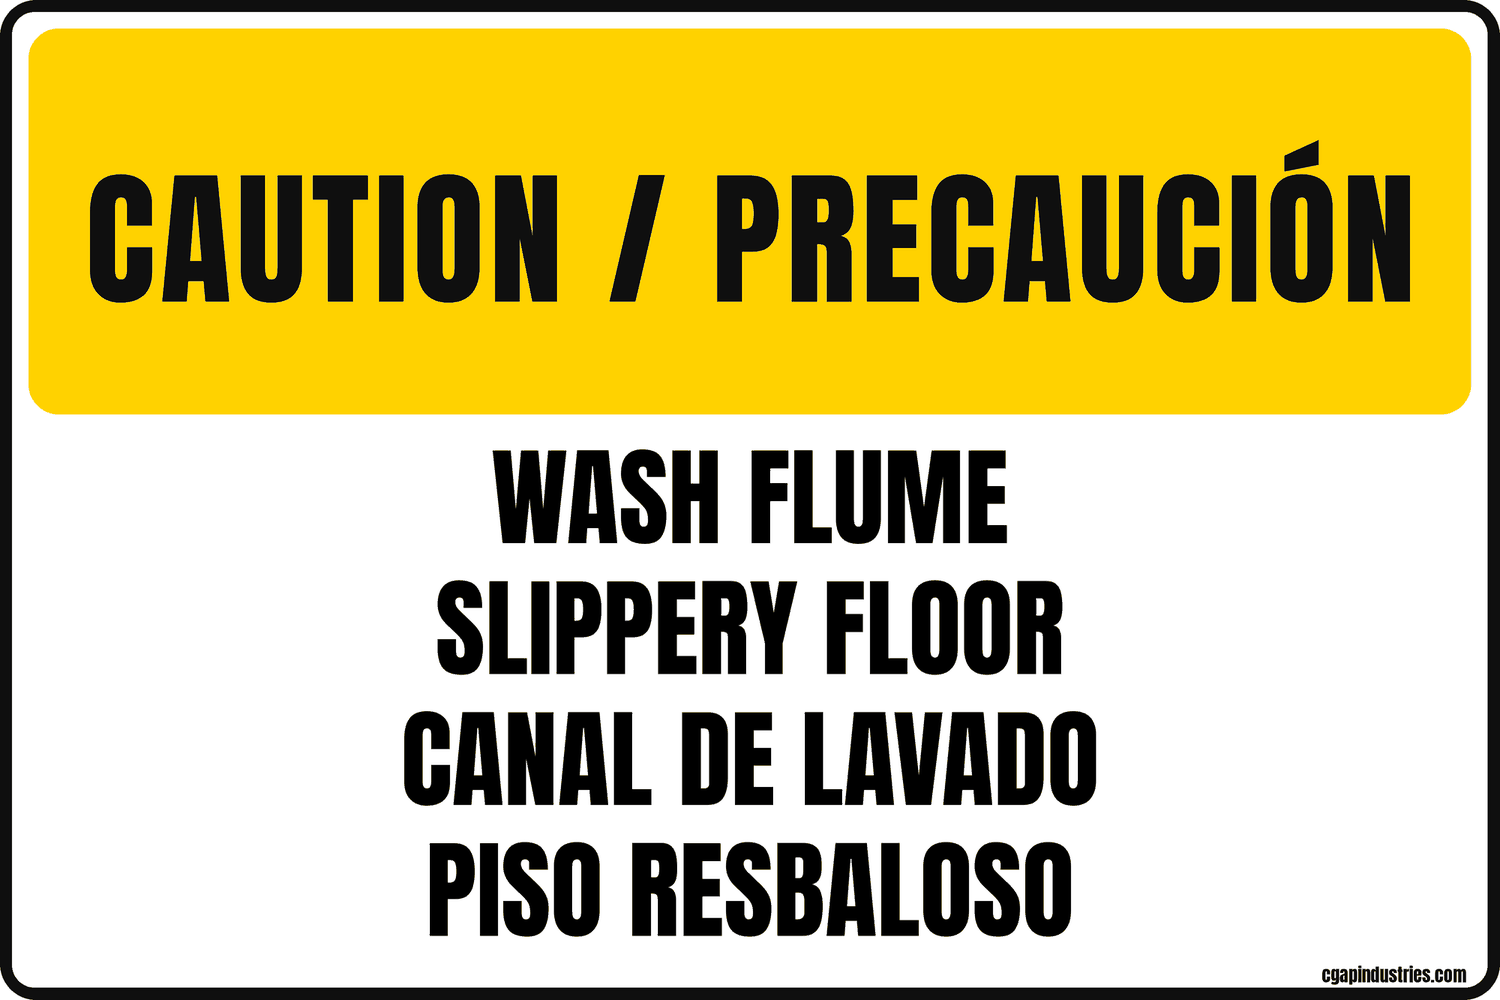 CAUTION / PRECAUCIÓN
WASH FLUME
SLIPPERY FLOOR
CANAL DE LAVADO
PISO RESBALOSO
cgapindustries.com